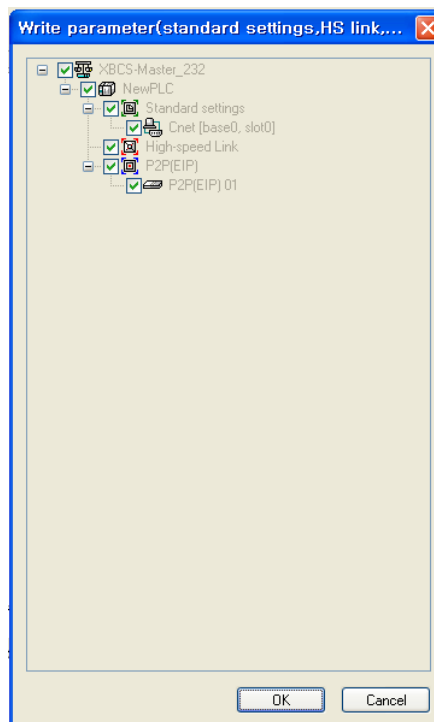 Write parameter(standard settings,HS link,...
XBCS-Master_232
NewPLC
Standard settings
Cnet [base0, slot0]
High-speed Link
P2P(EIP)
P2P(EIP) 01
OK
Cancel